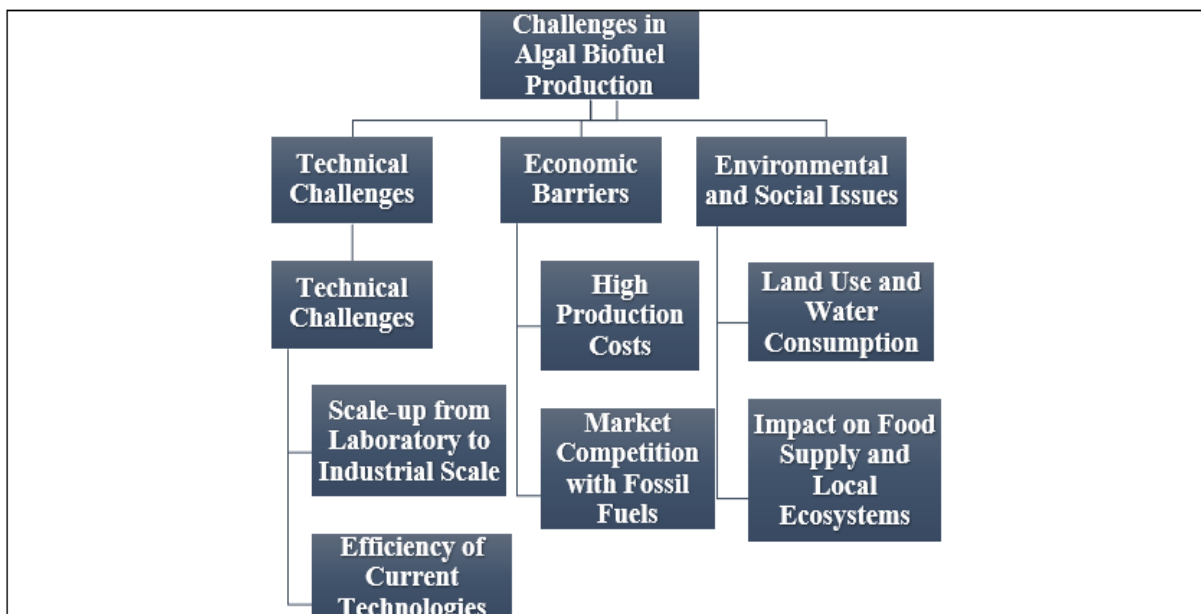 Challenges in
Algal Biofuel
Production
Technical
Challenges
Economic
Barriers
Environmental
and Social Issues
Technical
Challenges
High
Production
Costs
Land Use and
Water
Consumption
Scale-up from
Laboratory to
Industrial Scale
Market
Competition
with Fossil
Fuels
Impact on Food
Supply and
Local
Ecosystems
Efficiency of
Current
Technologies